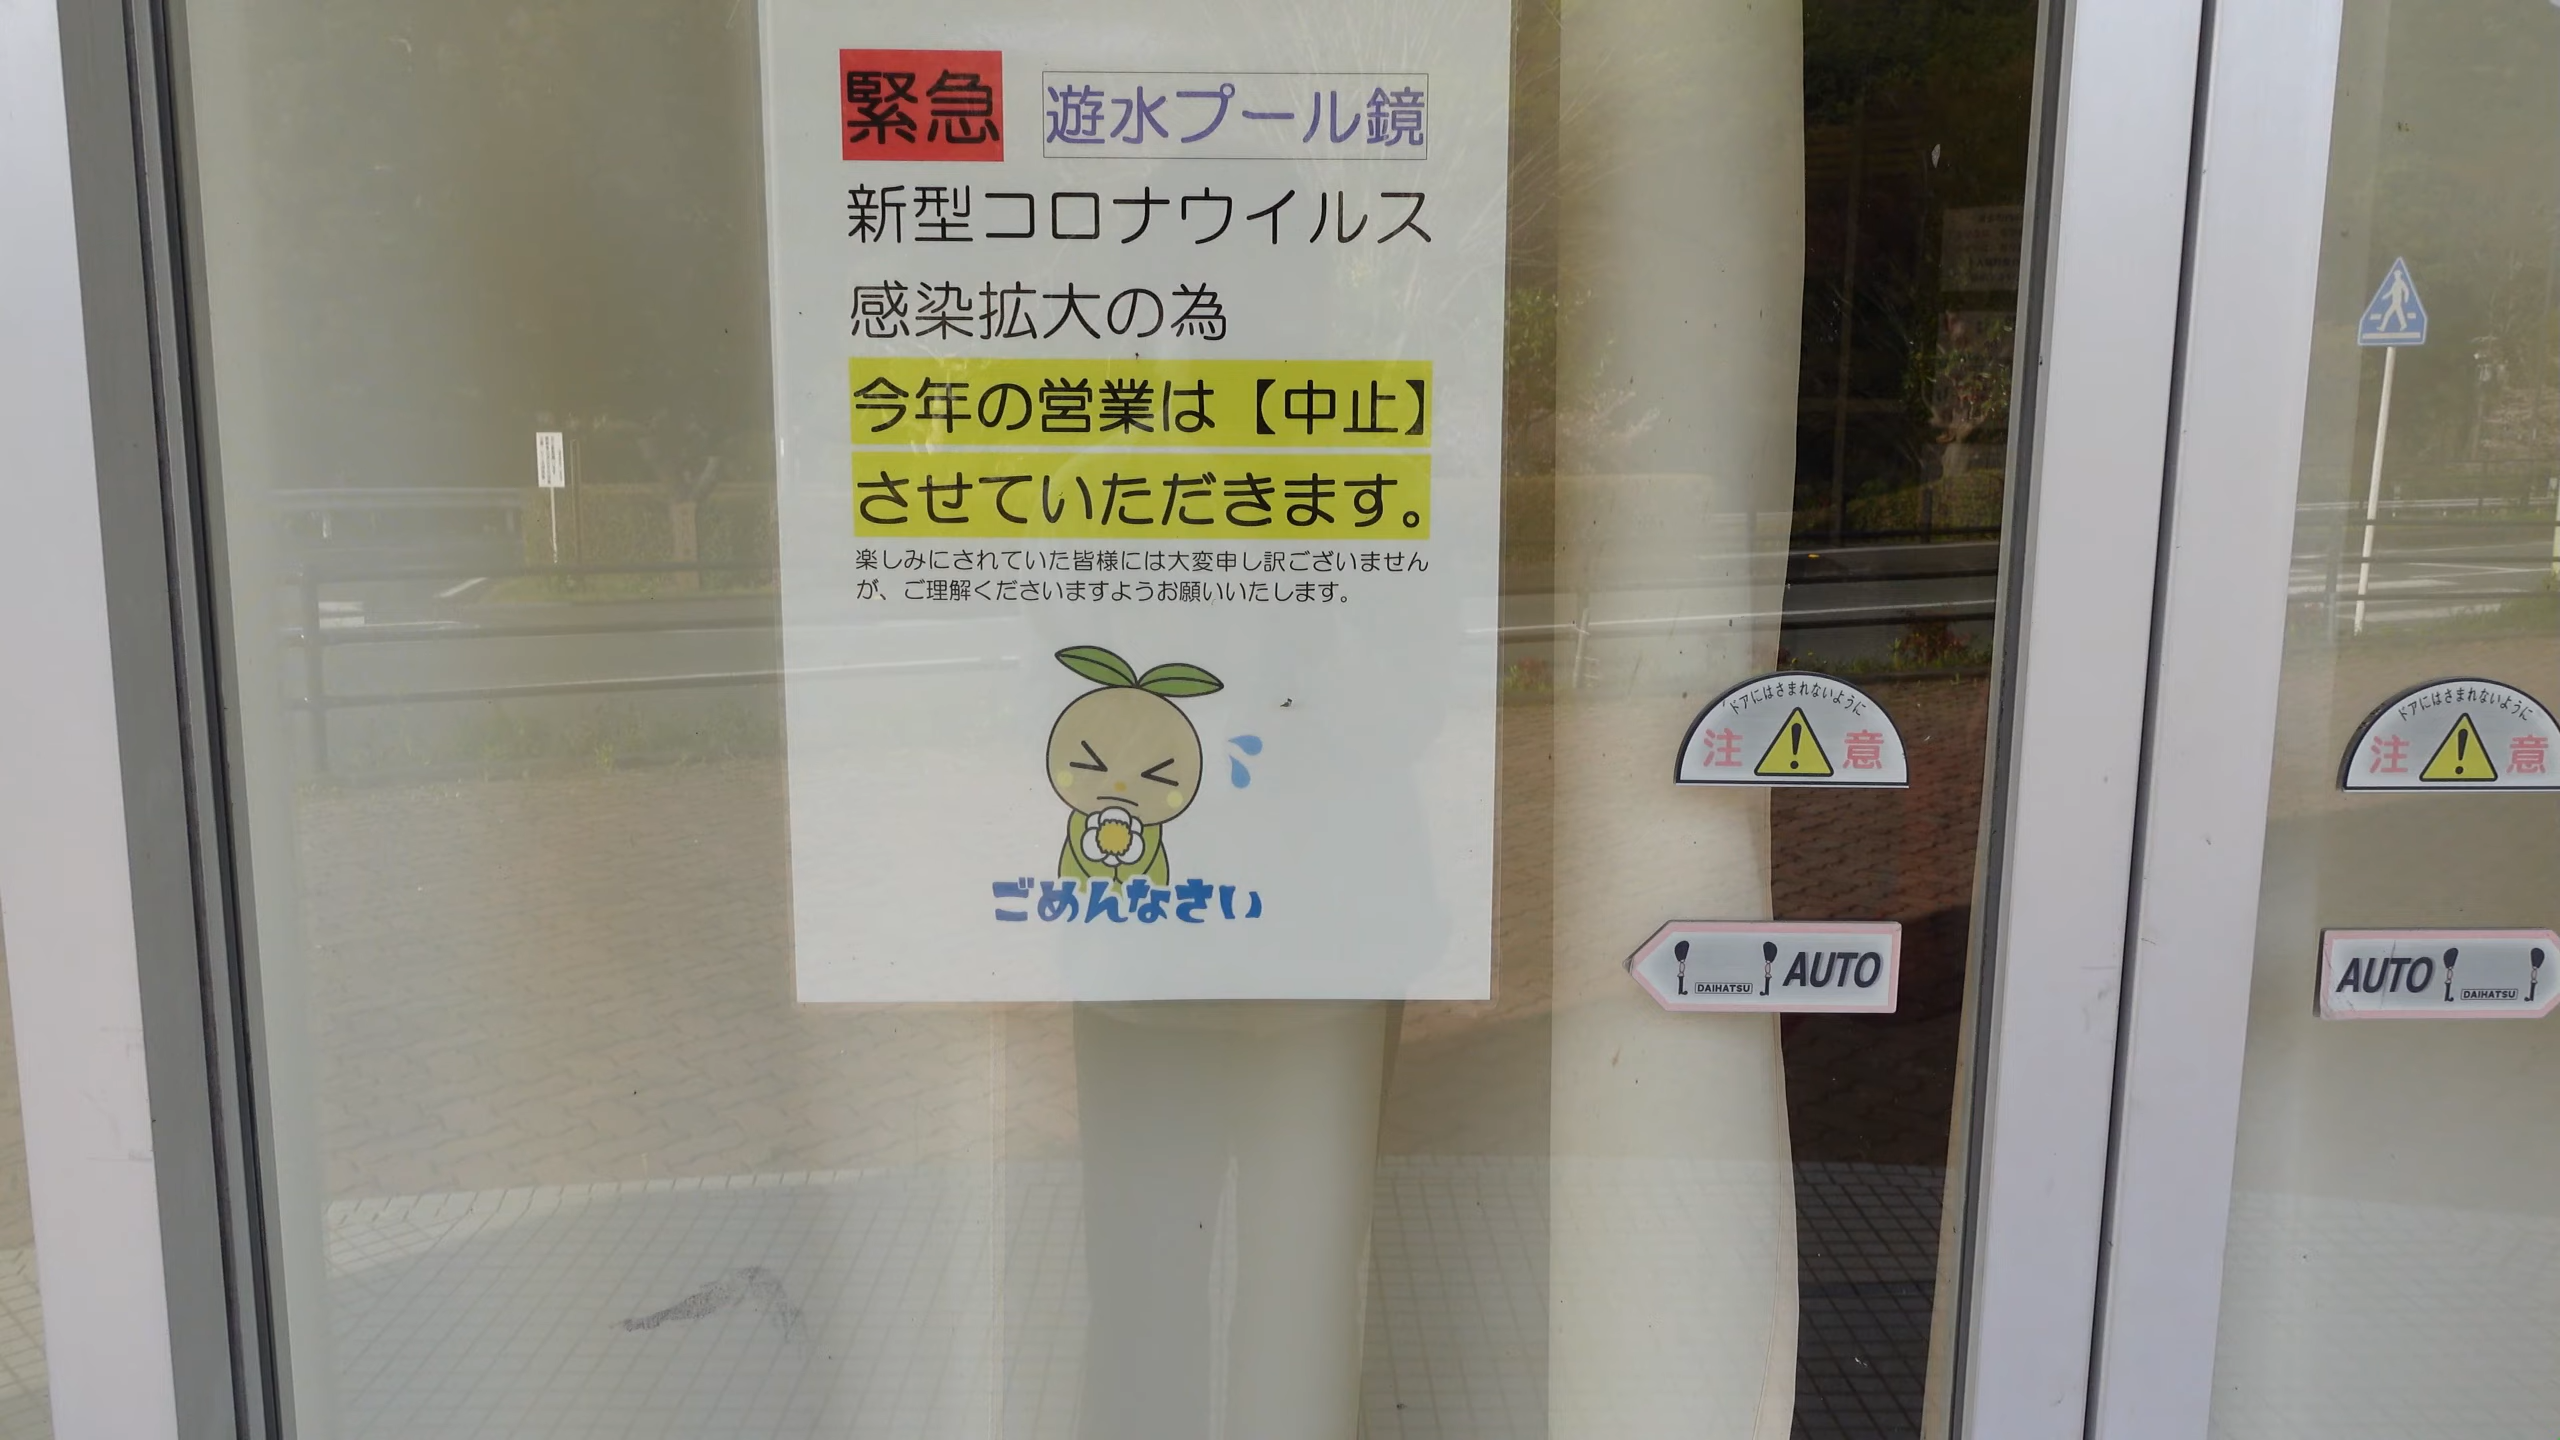 緊急 遊水プール鏡
新型コロナウイルス
感染拡大の為
今年の営業は【中止】
させていただきます。
楽しみにされていた皆様には大変申し訳ございません
が、ご理解くださいますようお願いいたします。
ごめんなさい
ドアにはさまれないように
注意
AUTO
DAIHATSU
ドアにはさまれないように
注意
AUTO
DAIHATSU